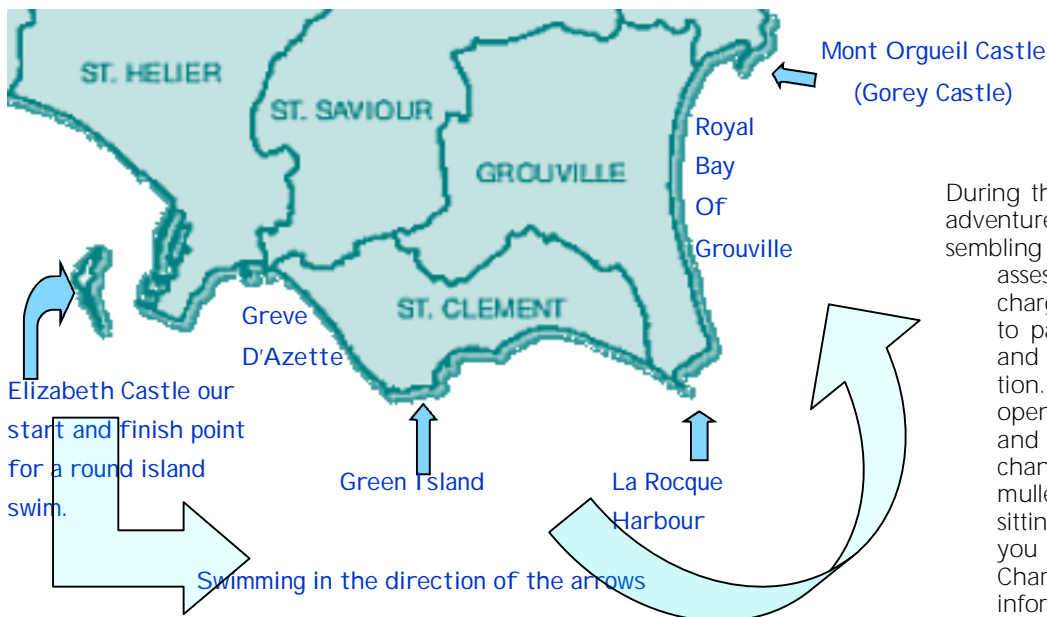 ST. HELIER
ST. SAVIOUR
GROUVILLE
ST. CLEMENT
Mont Orgueil Castle
(Gorey Castle)
Royal
Bay
Of
Grouville
Greve
D'Azette
Elizabeth Castle our
start and finish point
for a round island
swim.
Green Island
La Rocque
Harbour
Swimming in the direction of the arrows
During th
adventure
sembling
asses
charg
to pa
and
tion.
open
and
chan
mulle
sittin
you
Chan
infor